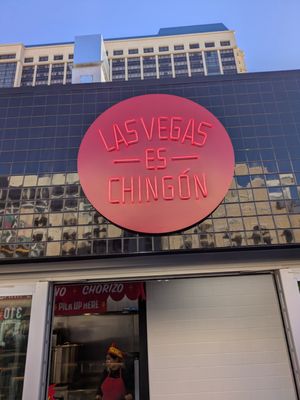 LAS VEGAS
ES
CHINGÓN
CHORIZO
PICK UP HERE